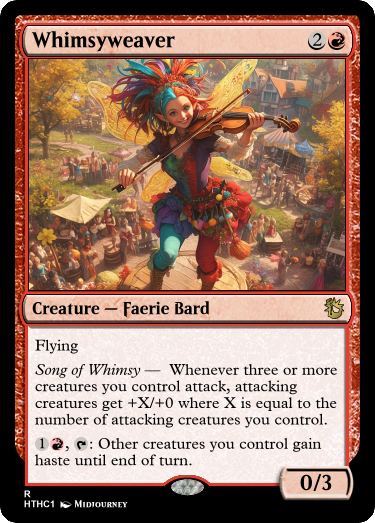 Whimsyweaver 2
Creature — Faerie Bard
Flying
Song of Whimsy —  Whenever three or more
creatures you control attack, attacking
creatures get +X/+0 where X is equal to the
number of attacking creatures you control.
1, : Other creatures you control gain
haste until end of turn.
0/3
R
HTHC1 Midjourney